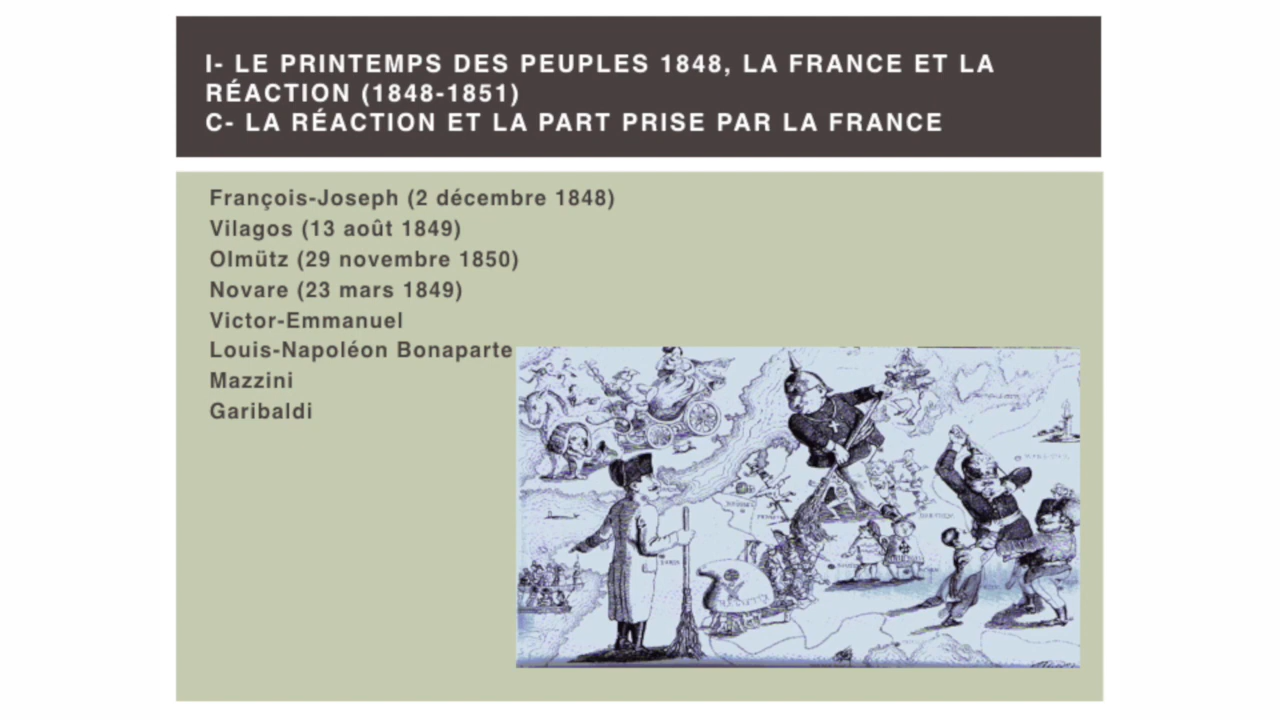 I- LE PRINTEMPS DES PEUPLES 1848, LA FRANCE ET LA
RÉACTION (1848-1851)
C- LA RÉACTION ET LA PART PRISE PAR LA FRANCE
François-Joseph (2 décembre 1848)
Vilagos (13 août 1849)
Olmütz (29 novembre 1850)
Novare (23 mars 1849)
Victor-Emmanuel
Louis-Napoléon Bonaparte
Mazzini
Garibaldi